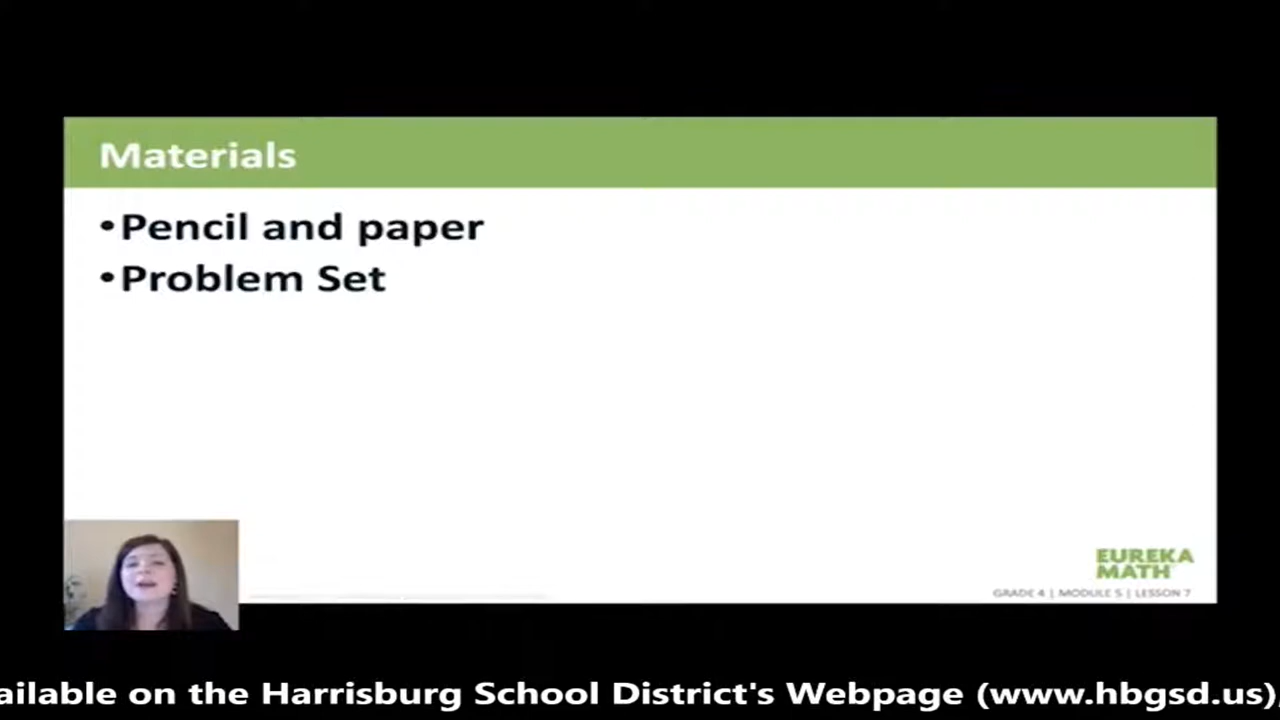 Materials
•Pencil and paper
•Problem Set
EUREKA
MATH
GRADE 4 | MODULE 5 | LESSON 7
ailable on the Harrisburg School District's Webpage (www.hbgsd.us),